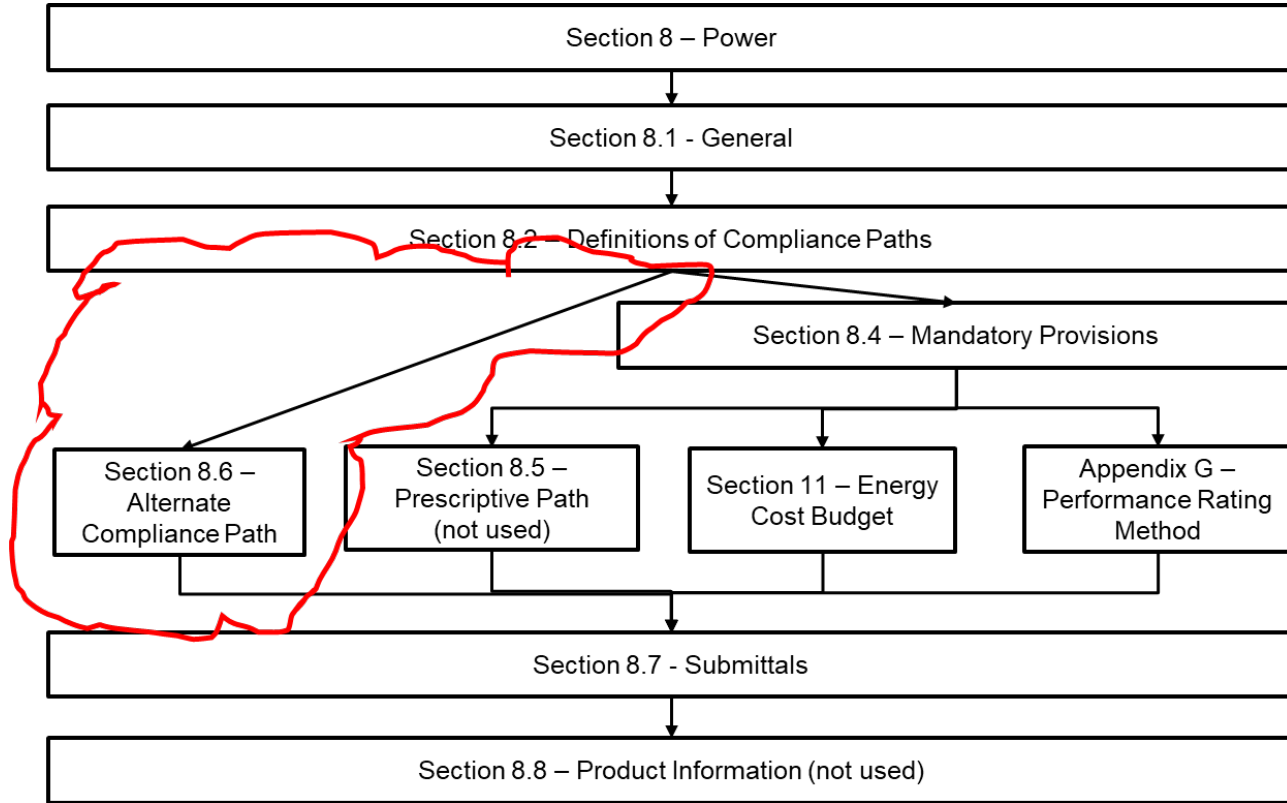 Section 8 – Power
Section 8.1 - General
Section 8.2 – Definitions of Compliance Paths
Section 8.4 – Mandatory Provisions
Section 8.6 –
Alternate
Compliance Path
Section 8.5 –
Prescriptive Path
(not used)
Section 11 – Energy
Cost Budget
Appendix G –
Performance Rating
Method
Section 8.7 - Submittals
Section 8.8 – Product Information (not used)